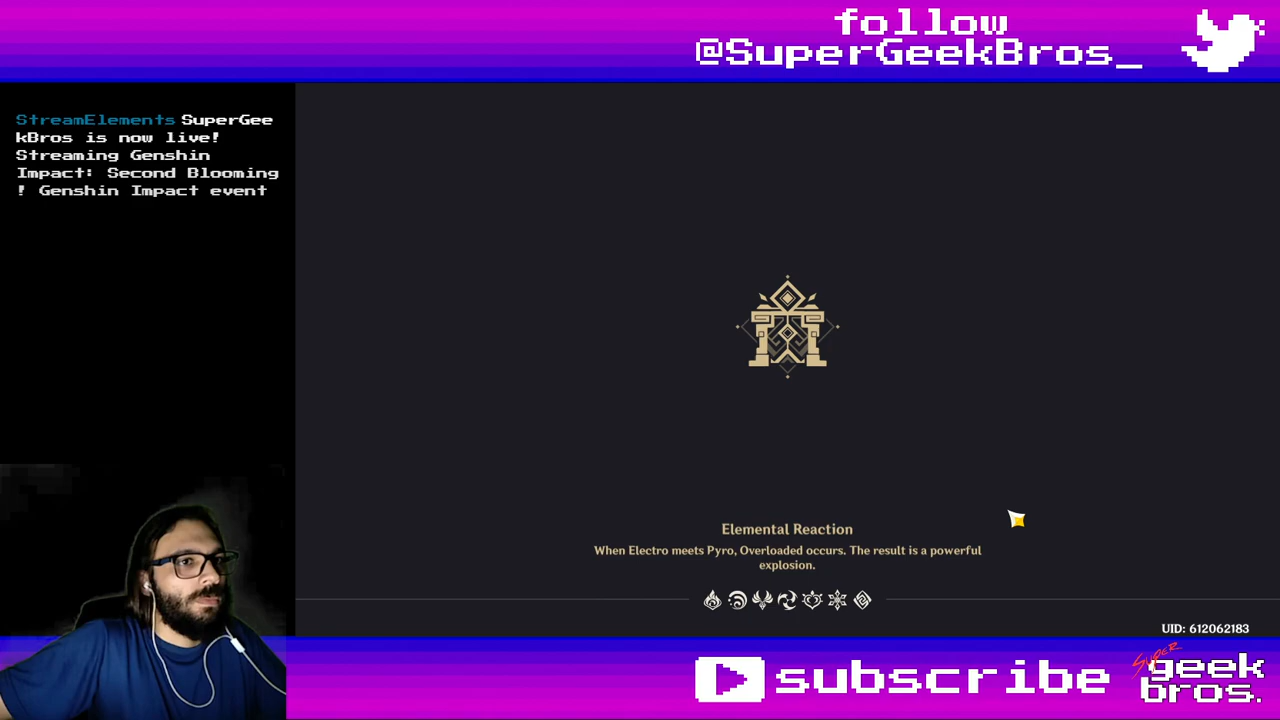 follow
@SuperGeekBros_
StreamElements SuperGee
kBros is now live!
Streaming Genshin
Impact: Second Blooming
! Genshin Impact event
Elemental Reaction
When Electro meets Pyro, Overloaded occurs. The result is a powerful
explosion.
UID: 612062183
subscribe
SUPER
geek
bros.